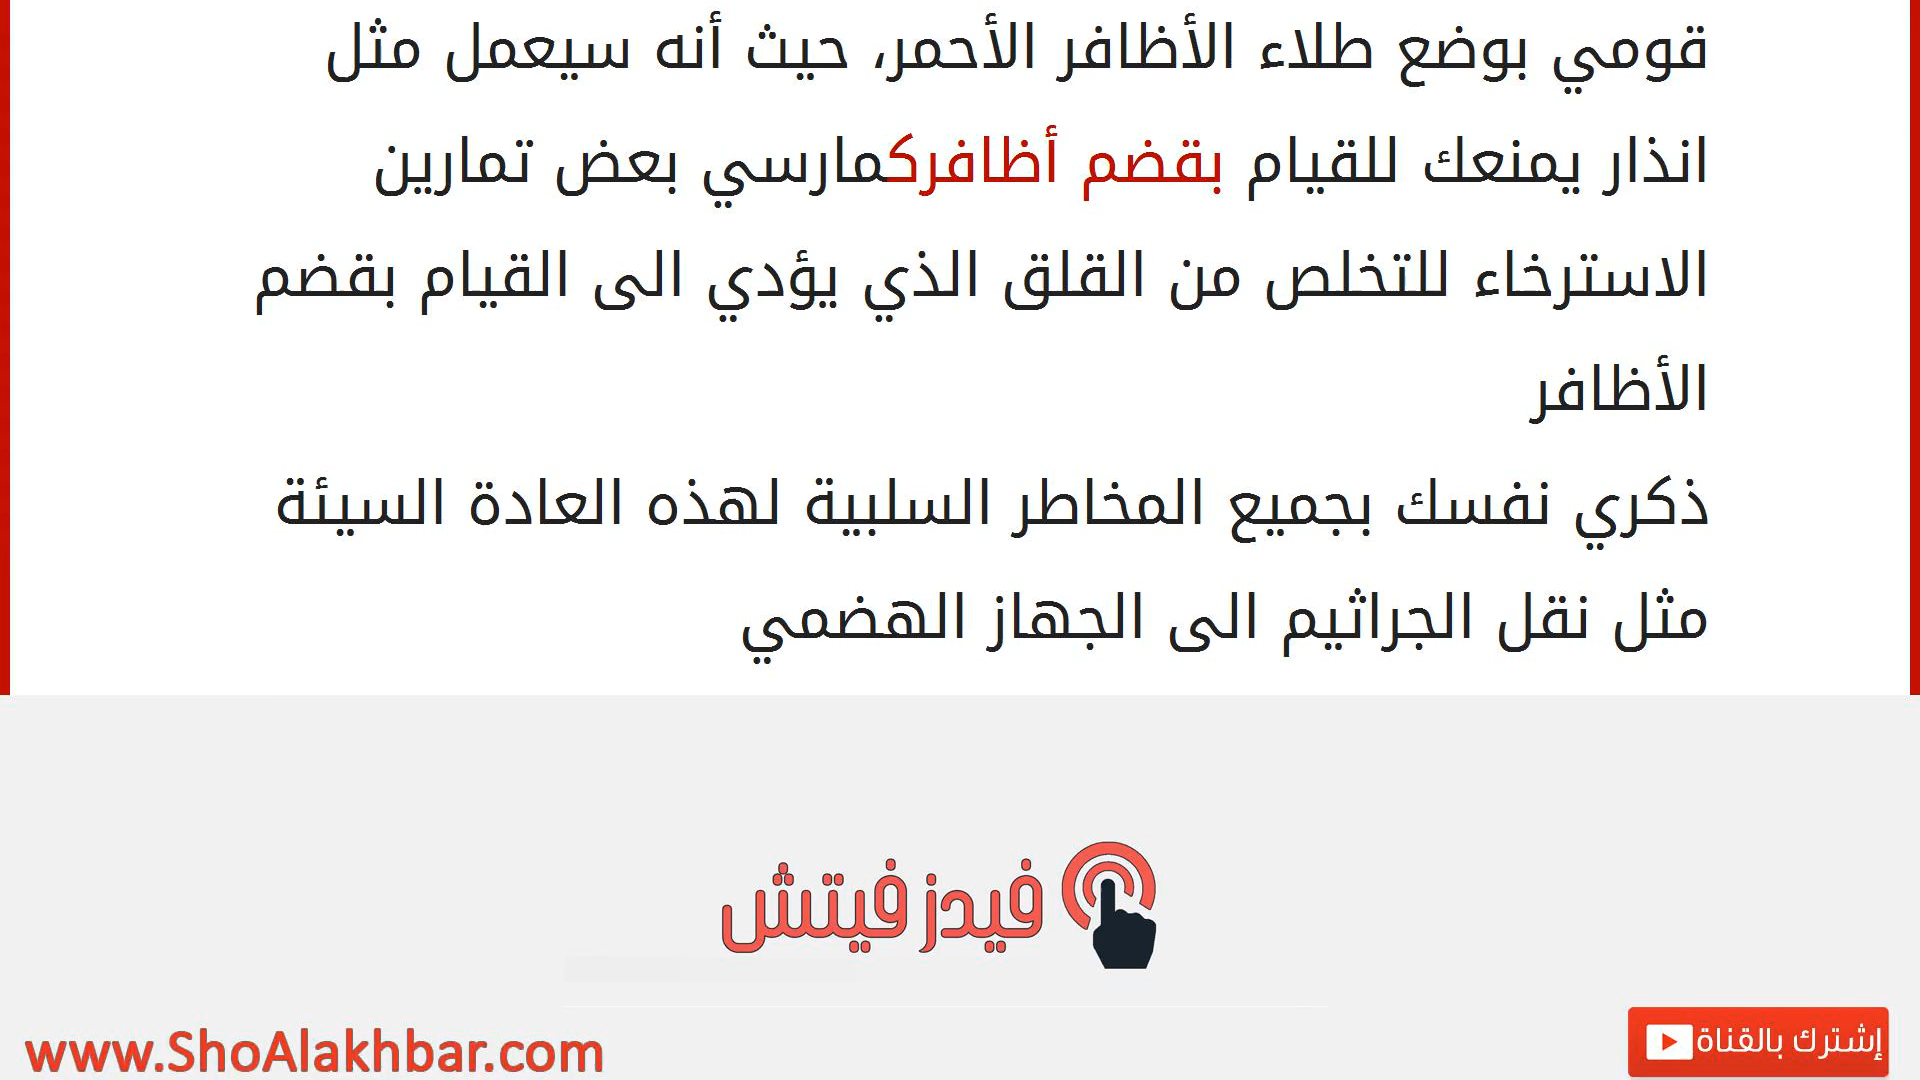 قومي بوضع طلاء الأظافر الأحمر، حيث أنه سيعمل مثل
انذار يمنعك للقيام بقضم أظافركمارسي بعض تمارين
الاسترخاء للتخلص من القلق الذي يؤدي الى القيام بقضم
الأظافر
ذكري نفسك بجميع المخاطر السلبية لهذه العادة السيئة
مثل نقل الجراثيم الى الجهاز الهضمي
فيدز فيتش
www.ShoAlakhbar.com
إشترك بالقناة